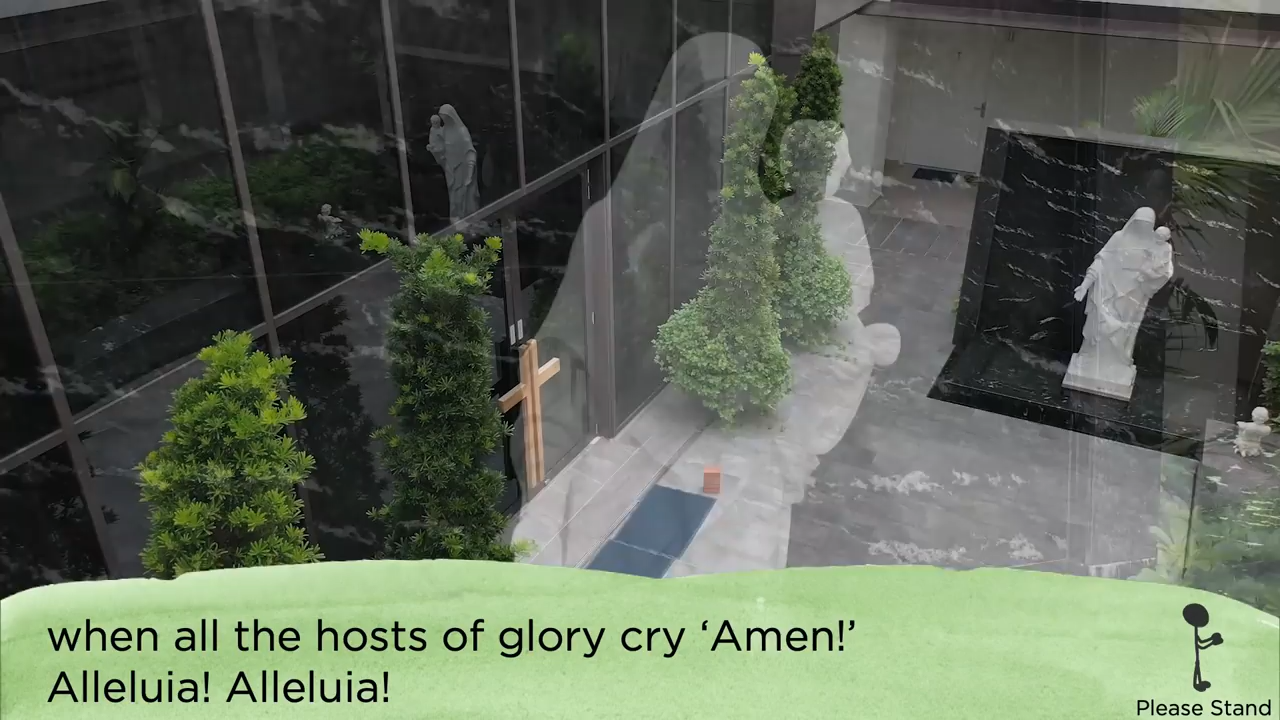 when all the hosts of glory cry ‘Amen!’
Alleluia! Alleluia!
Please Stand